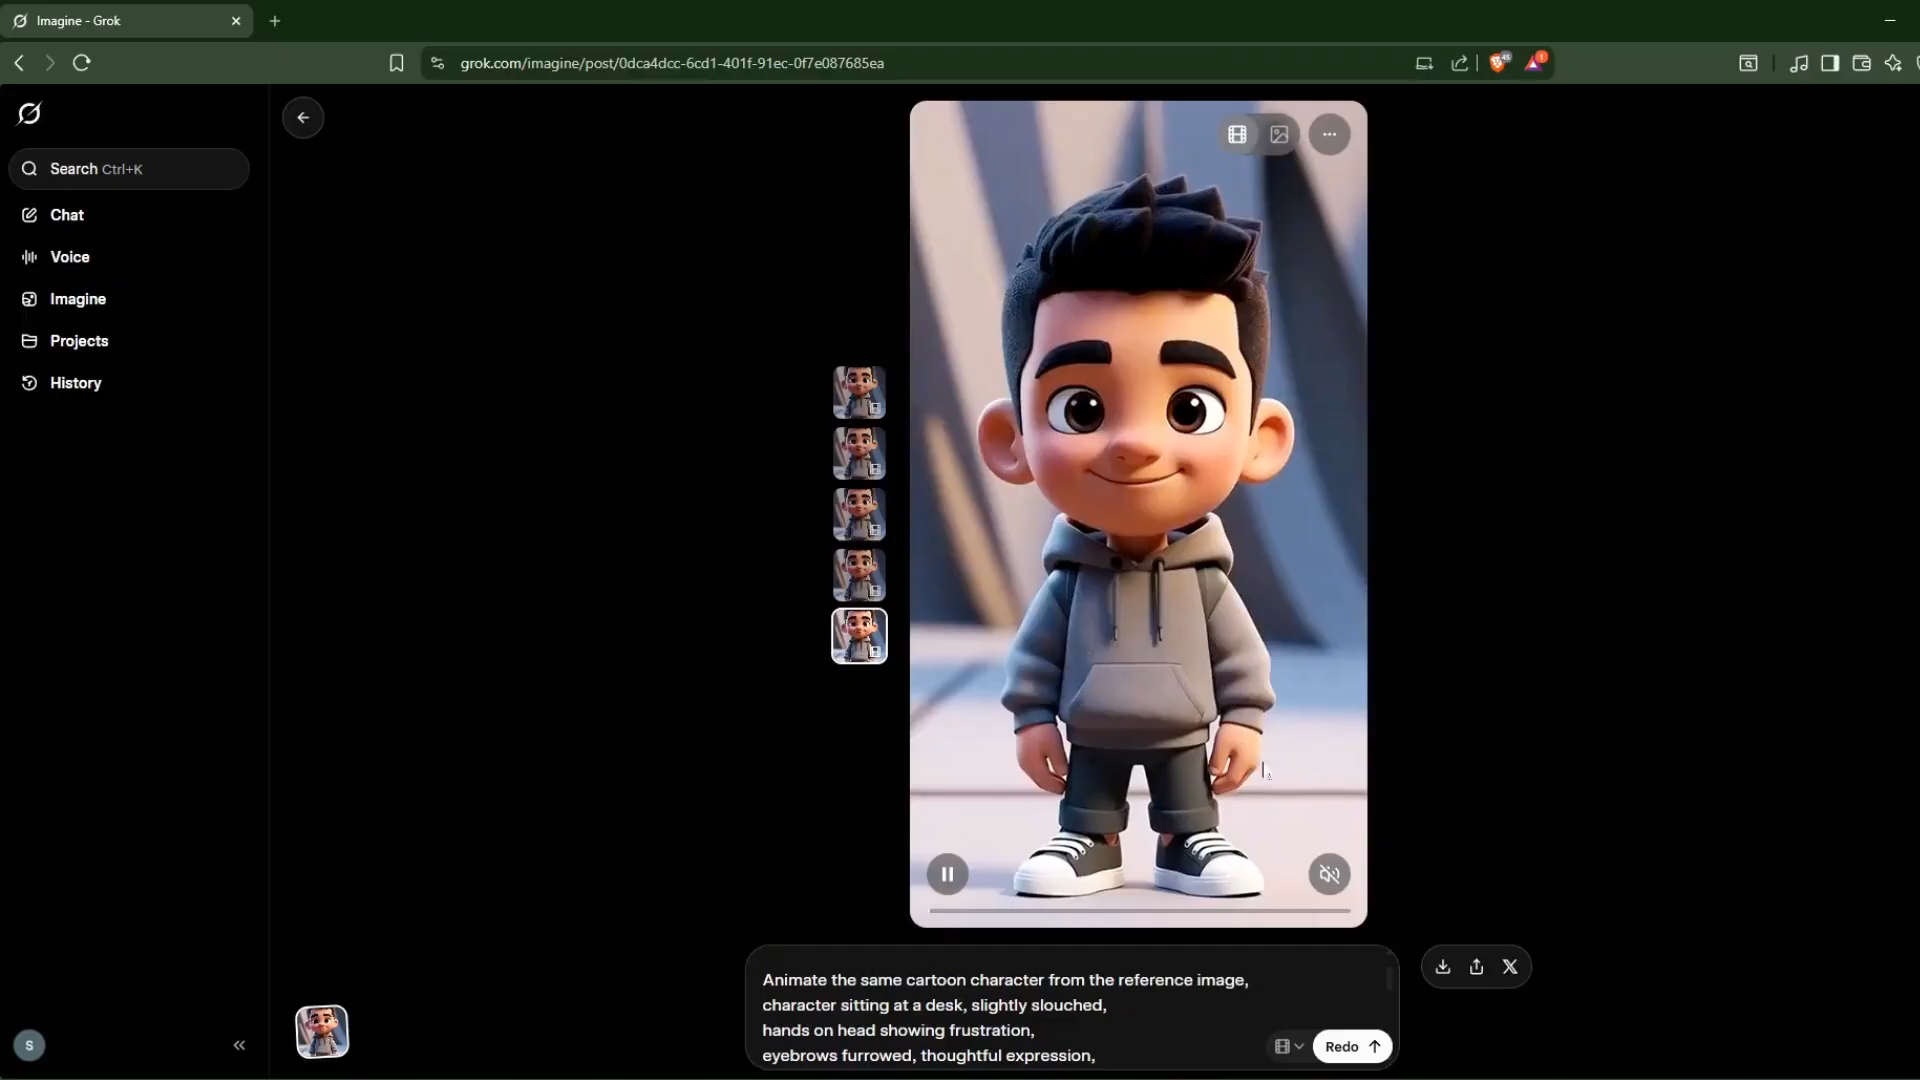 Imagine - Grok
grok.com/imagine/post/0dca4dcc-6cd1-401f-91ec-0f7e087685ea
45
1
Search Ctrl+K
Chat
Voice
Imagine
Projects
History
Animate the same cartoon character from the reference image,
character sitting at a desk, slightly slouched,
hands on head showing frustration,
eyebrows furrowed, thoughtful expression,
Redo
S